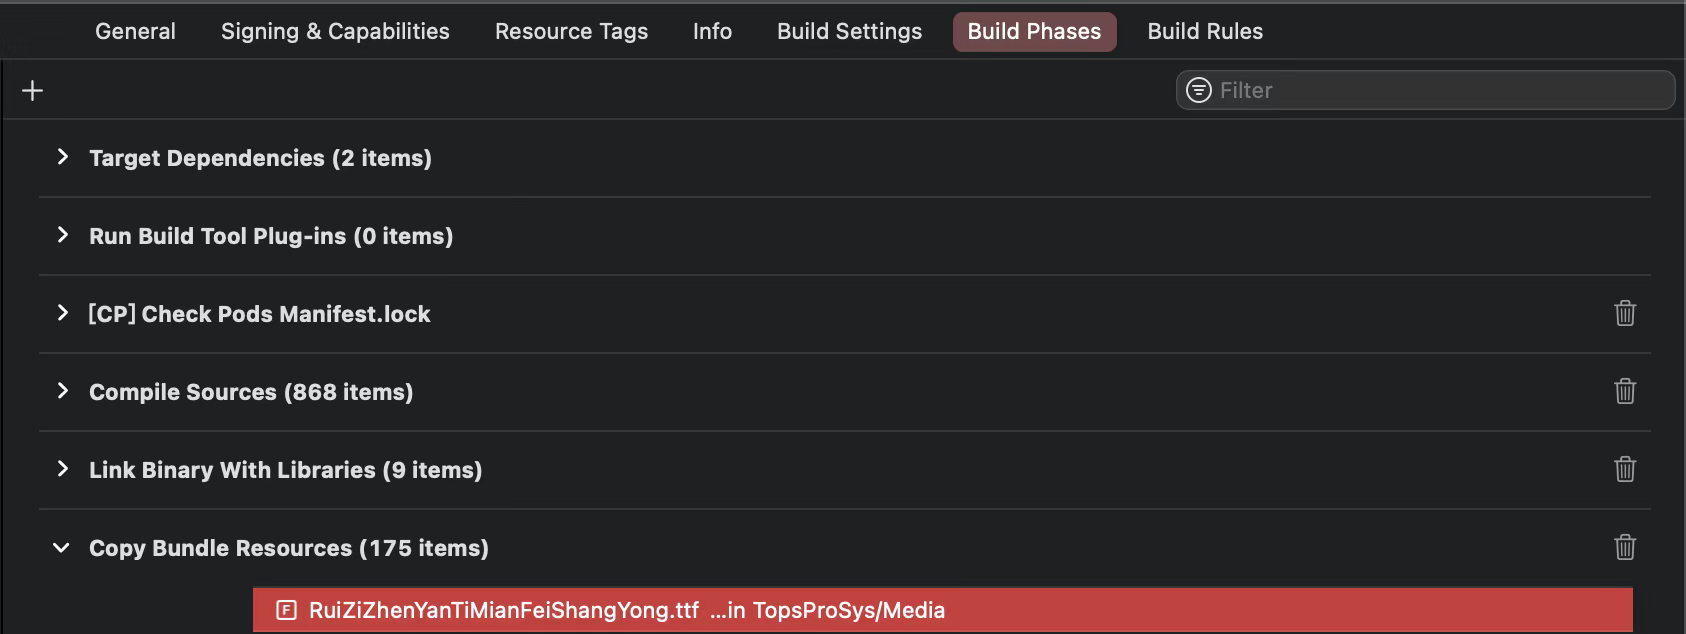 General Signing & Capabilities Resource Tags Info Build Settings Build Phases Build Rules
Filter
Target Dependencies (2 items)
Run Build Tool Plug-ins (0 items)
[CP] Check Pods Manifest.lock
Compile Sources (868 items)
Link Binary With Libraries (9 items)
Copy Bundle Resources (175 items)
F RuiZiZhenYanTiMianFeiShangYong.ttf ...in TopsProSys/Media